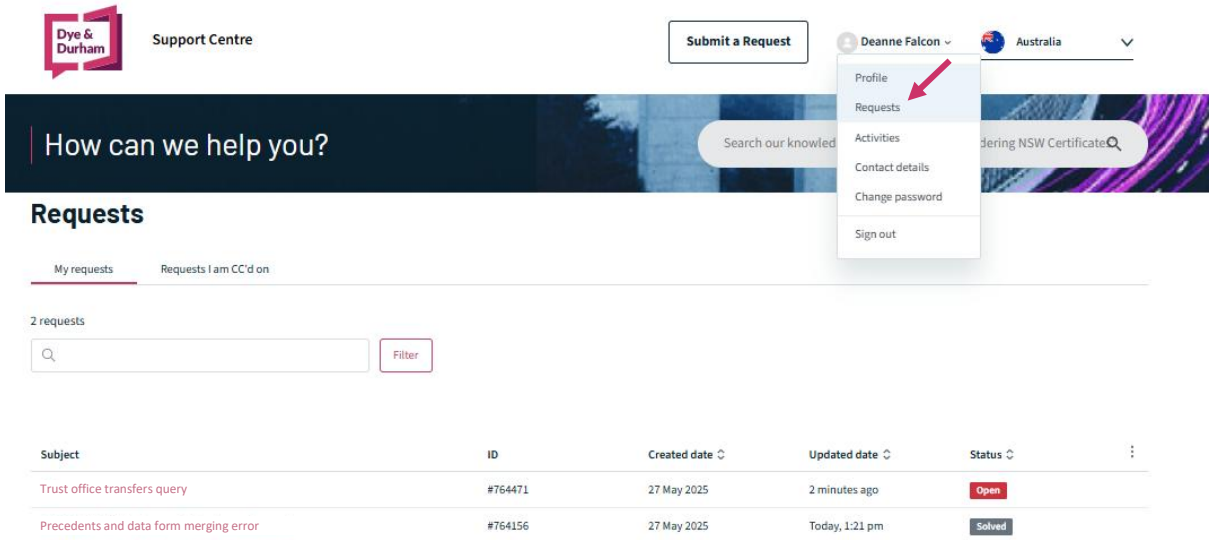 Dye &
Durham
Support Centre
Submit a Request
Deanne Falcon
Australia
Profile
Requests
Activities
Contact details
Change password
Sign out
How can we help you?
Search our knowled
dering NSW Certificates
Requests
My requests
Requests I am CC'd on
2 requests
Filter
Subject ID Created date Updated date Status
Trust office transfers query #764471 27 May 2025 2 minutes ago Open
Precedents and data form merging error #764156 27 May 2025 Today, 1:21 pm Solved